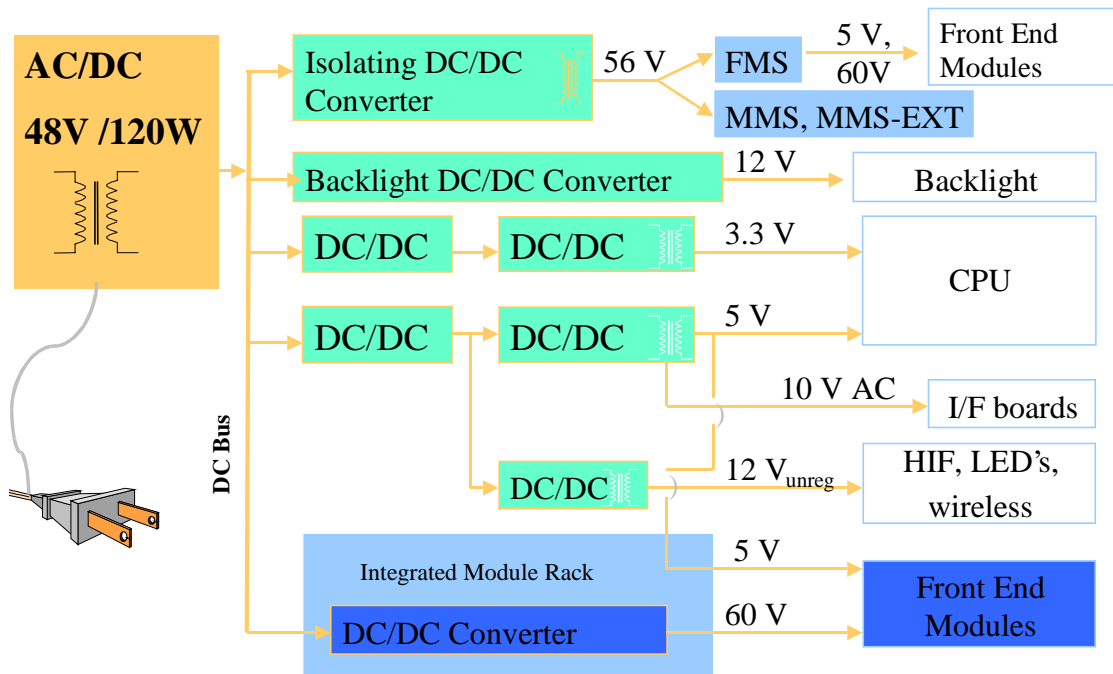 AC/DC
48V /120W
Isolating DC/DC
Converter
56 V
FMS
5 V,
60V
Front End
Modules
MMS, MMS-EXT
Backlight DC/DC Converter
12 V
Backlight
DC/DC
DC/DC
3.3 V
CPU
DC/DC
DC/DC
5 V
10 V AC
I/F boards
DC Bus
DC/DC
12 Vunreg
HIF, LED’s,
wireless
Integrated Module Rack
5 V
DC/DC Converter
60 V
Front End
Modules